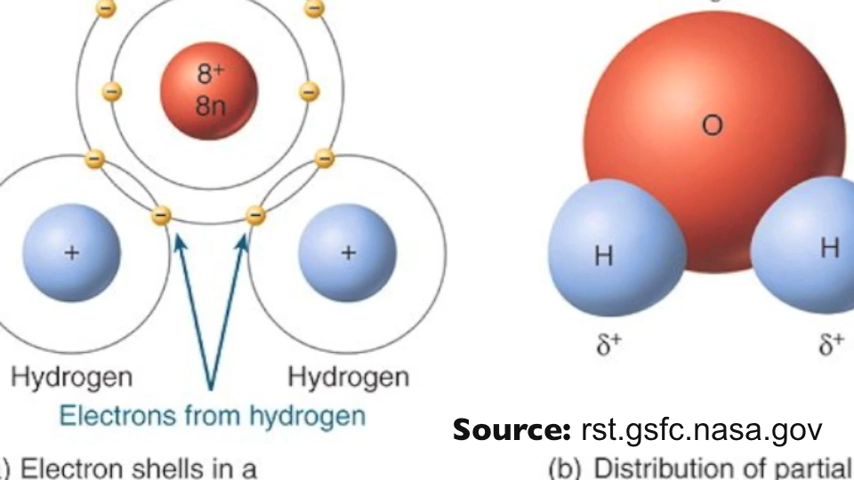 8+
8n
O
+
+
H
H
δ+
δ+
Hydrogen
Hydrogen
Electrons from hydrogen
Source: rst.gsfc.nasa.gov
) Electron shells in a
(b) Distribution of partial